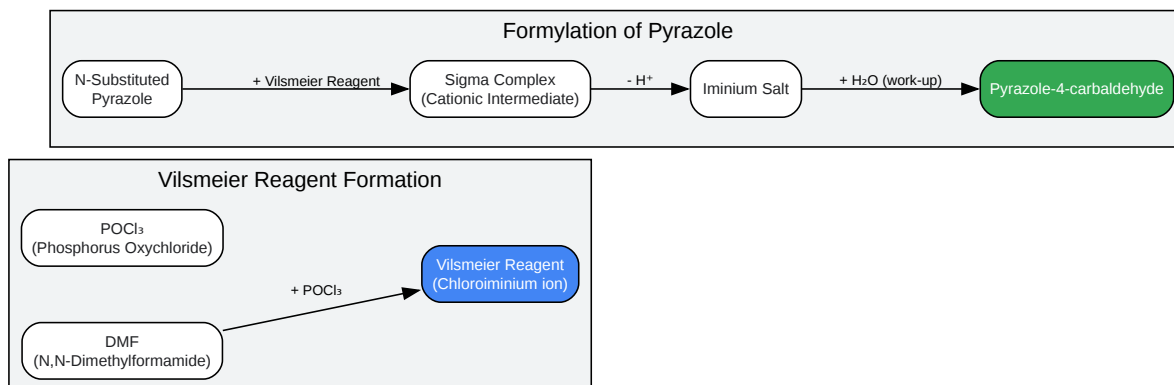 Formylation of Pyrazole
N-Substituted
Pyrazole
+ Vilsmeier Reagent
Sigma Complex
(Cationic Intermediate)
- H⁺
Iminium Salt
+ H₂O (work-up)
Pyrazole-4-carbaldehyde
Vilsmeier Reagent Formation
POCl₃
(Phosphorus Oxychloride)
+ POCl₃
Vilsmeier Reagent
(Chloroiminium ion)
DMF
(N,N-Dimethylformamide)